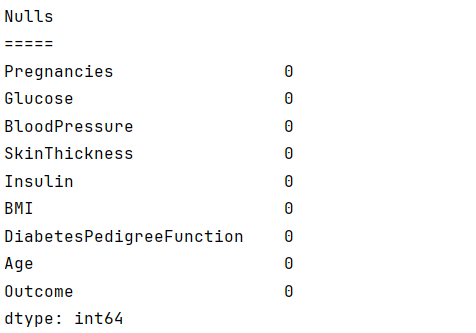 Nulls
=====
Pregnancies                 0
Glucose                     0
BloodPressure               0
SkinThickness               0
Insulin                     0
BMI                         0
DiabetesPedigreeFunction    0
Age                         0
Outcome                     0
dtype: int64